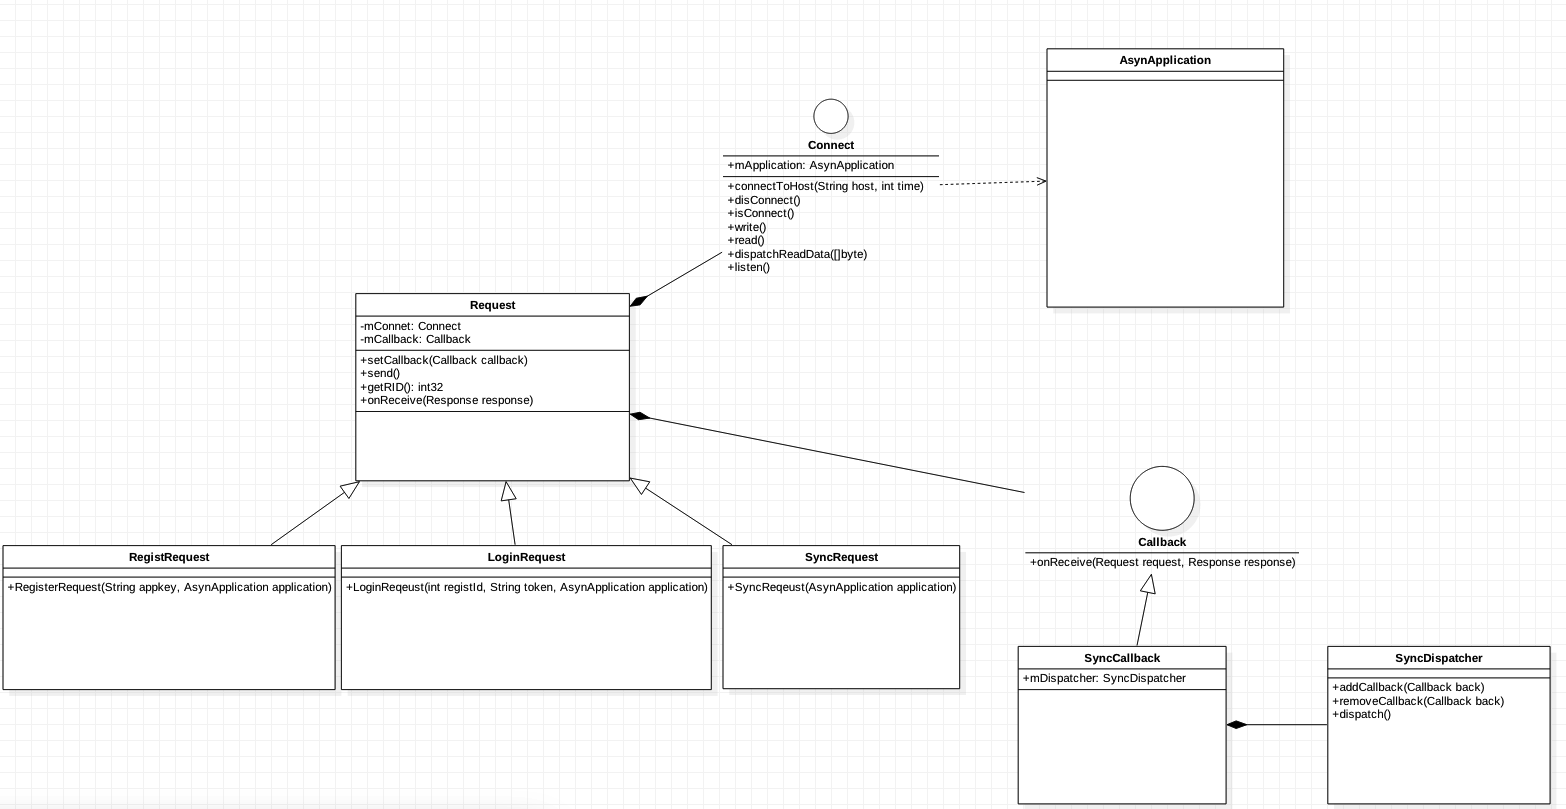 AsynApplication
Connect
+mApplication: AsynApplication
+connectToHost(String host, int time)
+disConnect()
+isConnect()
+write()
+read()
+dispatchReadData([]byte)
+listen()
Request
-mConnet: Connect
-mCallback: Callback
+setCallback(Callback callback)
+send()
+getRID(): int32
+onReceive(Response response)
RegistRequest
+RegisterRequest(String appkey, AsynApplication application)
LoginRequest
+LoginReqeust(int registId, String token, AsynApplication application)
SyncRequest
+SyncReqeust(AsynApplication application)
Callback
+onReceive(Request request, Response response)
SyncCallback
+mDispatcher: SyncDispatcher
SyncDispatcher
+addCallback(Callback back)
+removeCallback(Callback back)
+dispatch()